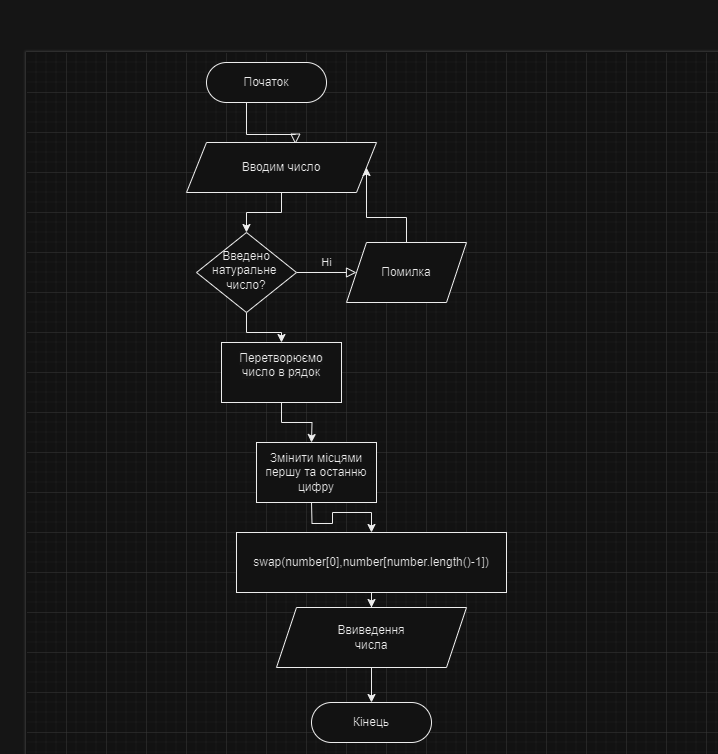 Початок
Вводим число
Введено
натуральне
число?
Ні
Помилка
Перетворюємо
число в рядок
Змінити місцями
першу та останню
цифру
swap(number[0],number[number.length()-1])
Ввиведення
числа
Кінець